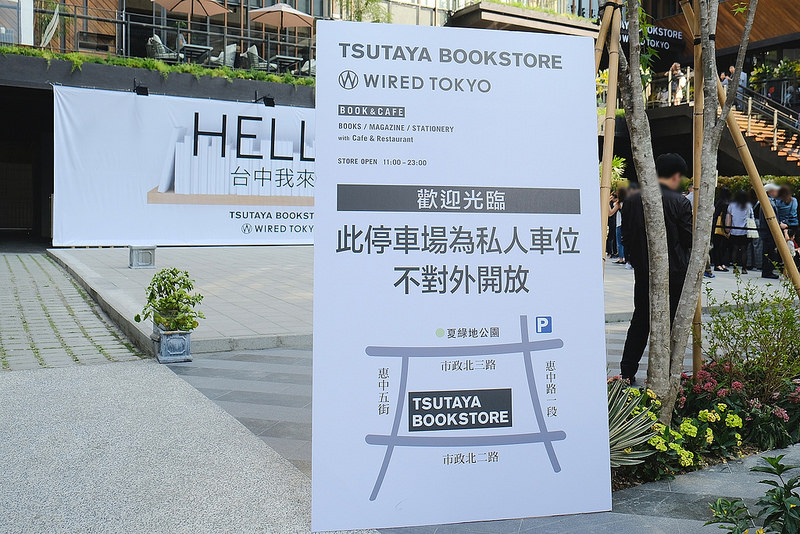 TSUTAYA BOOKSTORE
WIRED TOKYO
BOOK & CAFE
BOOKS / MAGAZINE / STATIONERY
with Cafe & Restaurant
STORE OPEN 11:00 - 23:00
歡迎光臨
此停車場為私人車位
不對外開放
夏綠地公園
P
市政北三路
惠中五街
惠中路一段
TSUTAYA
BOOKSTORE
市政北二路
HELL
台中我來
TSUTAYA BOOKST
WIRED TOKY
BOOKSTORE
WIRED TOKYO